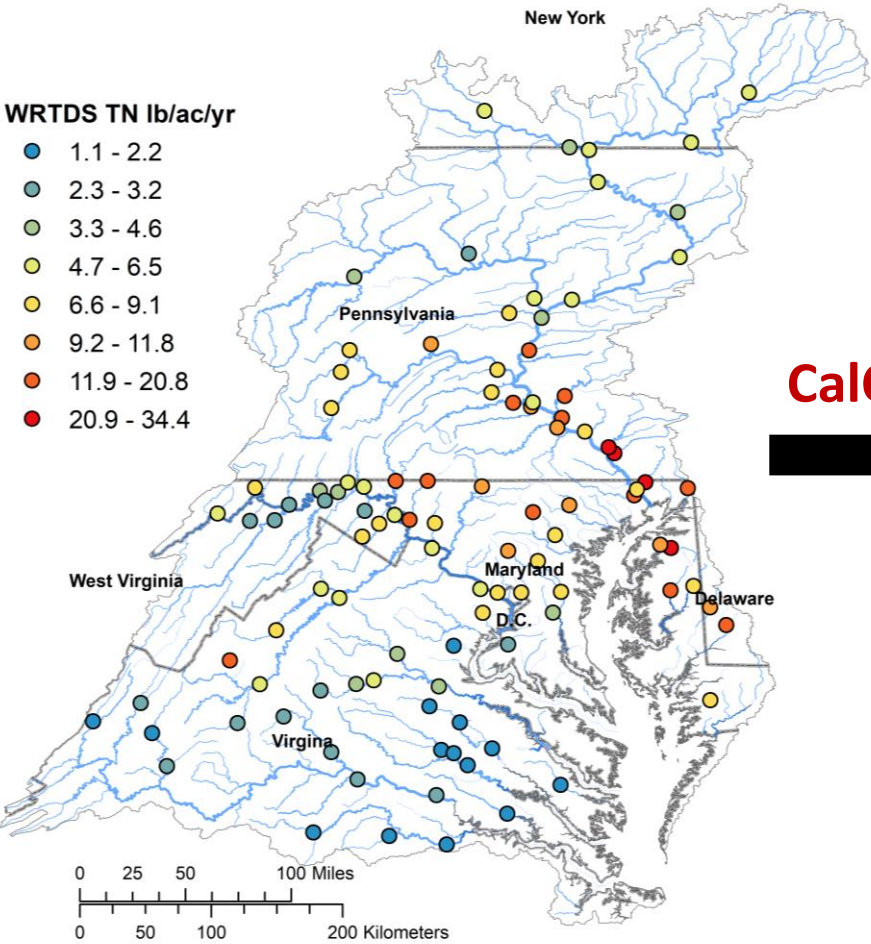 New York
WRTDS TN lb/ac/yr
1.1 - 2.2
2.3 - 3.2
3.3 - 4.6
4.7 - 6.5
6.6 - 9.1
9.2 - 11.8
11.9 - 20.8
20.9 - 34.4
Pennsylvania
Cal
West Virginia
Maryland
Delaware
D.C.
Virgina
0 25 50 100 Miles
0 50 100 200 Kilometers